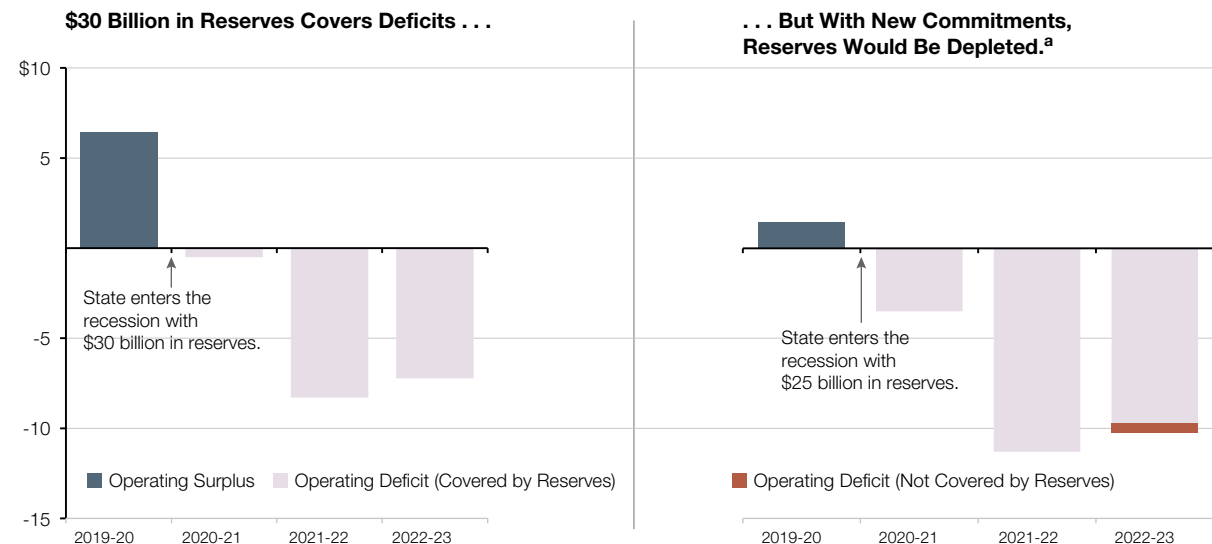 $30 Billion in Reserves Covers Deficits . . .
. . . But With New Commitments,
Reserves Would Be Depleted.a
$10
5
-5
-10
-15
State enters the
recession with
$30 billion in reserves.
State enters the
recession with
$25 billion in reserves.
Operating Surplus
Operating Deficit (Covered by Reserves)
Operating Deficit (Not Covered by Reserves)
2019-20
2020-21
2021-22
2022-23
2019-20
2020-21
2021-22
2022-23